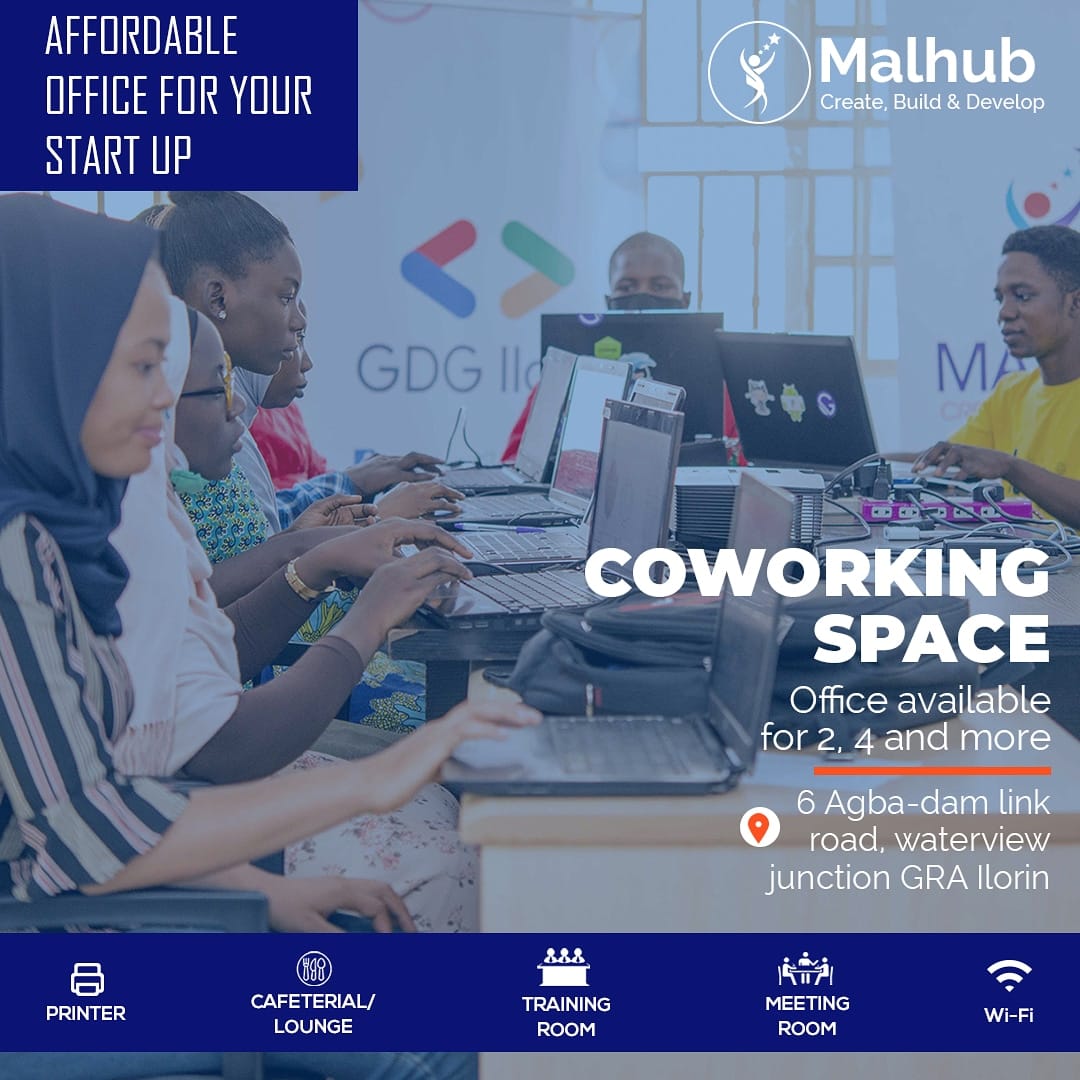 AFFORDABLE
OFFICE FOR YOUR
START UP
Malhub
Create, Build & Develop
GDG
COWORKING
SPACE
Office available
for 2, 4 and more
6 Agba-dam link
road, waterview
junction GRA Ilorin
PRINTER
CAFETERIAL/
LOUNGE
TRAINING
ROOM
MEETING
ROOM
Wi-Fi